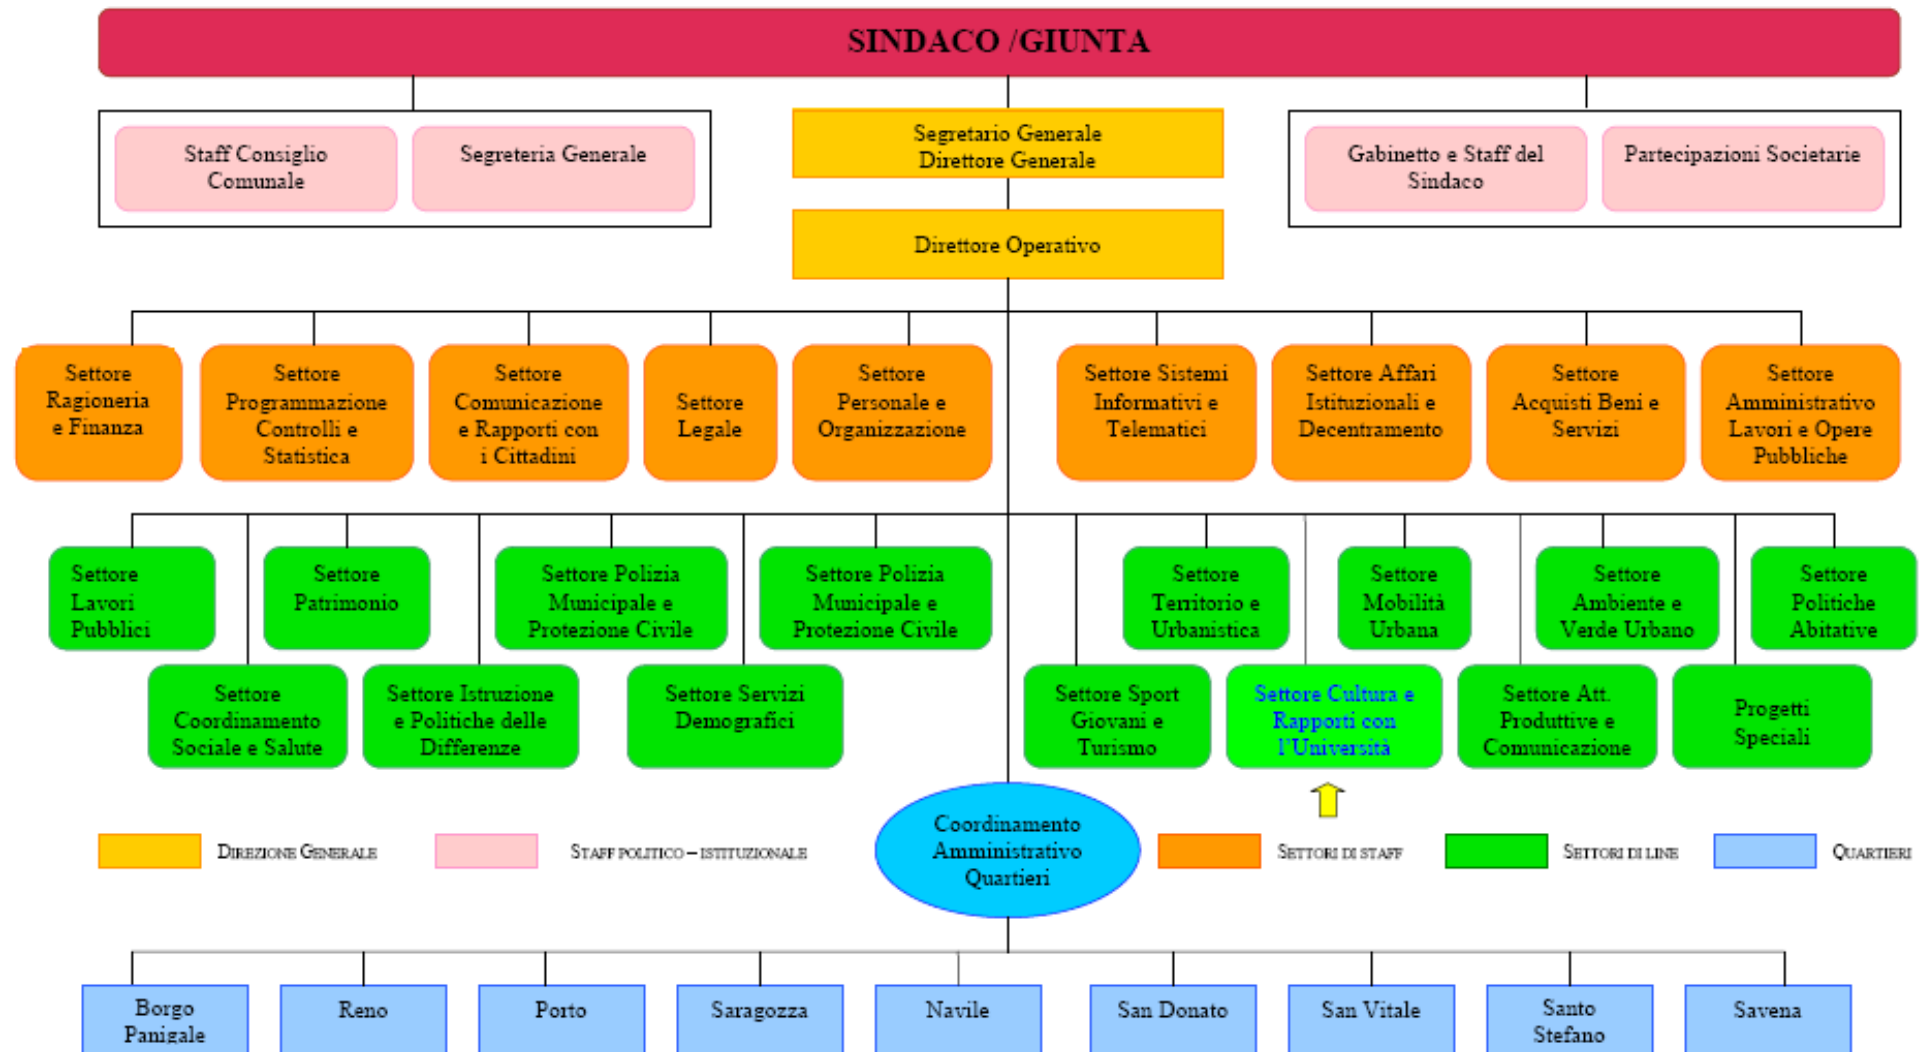 SINDACO /GIUNTA
Staff Consiglio
Comunale
Segreteria Generale
Segretario Generale
Direttore Generale
Gabinetto e Staff del
Sindaco
Partecipazioni Societarie
Direttore Operativo
Settore
Ragioneria
e Finanza
Settore
Programmazione
Controlli e
Statistica
Settore
Comunicazione
e Rapporti con
i Cittadini
Settore
Legale
Settore
Personale e
Organizzazione
Settore Sistemi
Informativi e
Telematici
Settore Affari
Istituzionali e
Decentramento
Settore
Acquisti Beni e
Servizi
Settore
Amministrativo
Lavori e Opere
Pubbliche
Settore
Lavori
Pubblici
Settore
Patrimonio
Settore Polizia
Municipale e
Protezione Civile
Settore Polizia
Municipale e
Protezione Civile
Settore
Territorio e
Urbanistica
Settore
Mobilità
Urbana
Settore
Ambiente e
Verde Urbano
Settore
Politiche
Abitative
Settore
Coordinamento
Sociale e Salute
Settore Istruzione
e Politiche delle
Differenze
Settore Servizi
Demografici
Settore Sport
Giovani e
Turismo
Settore Cultura e
Rapporti con
l'Università
Settore Att.
Produttive e
Comunicazione
Progetti
Speciali
Coordinamento
Amministrativo
Quartieri
DIREZIONE GENERALE
STAFF POLITICO – ISTITUZIONALE
SETTORI DI STAFF
SETTORI DI LINE
QUARTIERI
Borgo
Panigale
Reno
Porto
Saragozza
Navile
San Donato
San Vitale
Santo
Stefano
Savena